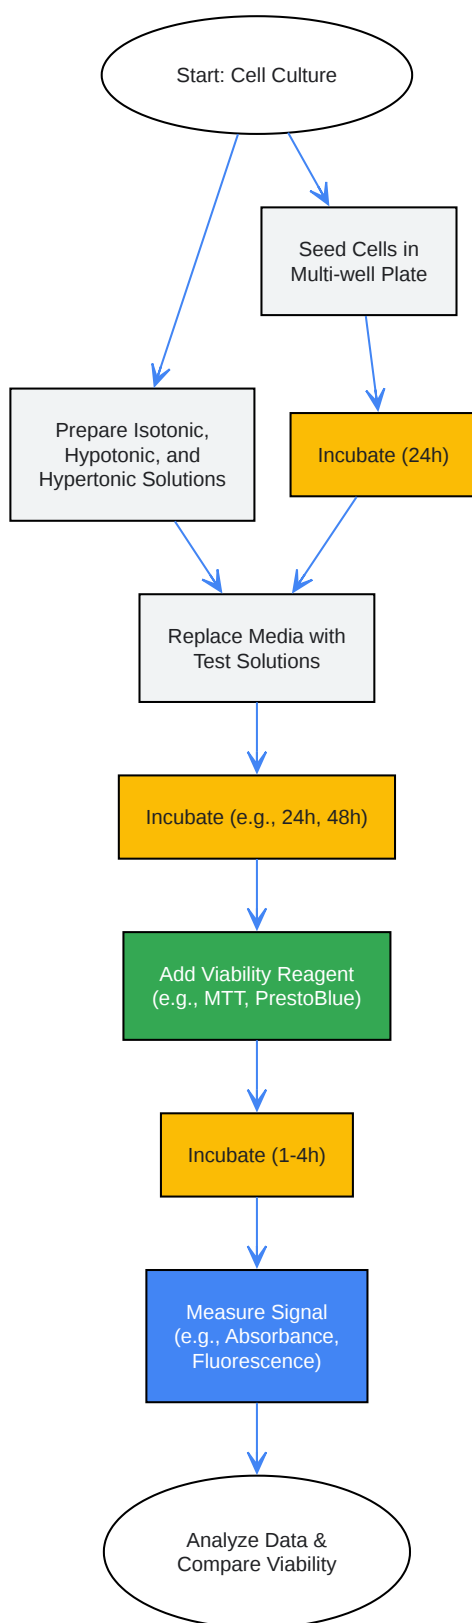 Start: Cell Culture
Seed Cells in
Multi-well Plate
Prepare Isotonic,
Hypotonic, and
Hypertonic Solutions
Incubate (24h)
Replace Media with
Test Solutions
Incubate (e.g., 24h, 48h)
Add Viability Reagent
(e.g., MTT, PrestoBlue)
Incubate (1-4h)
Measure Signal
(e.g., Absorbance,
Fluorescence)
Analyze Data &
Compare Viability